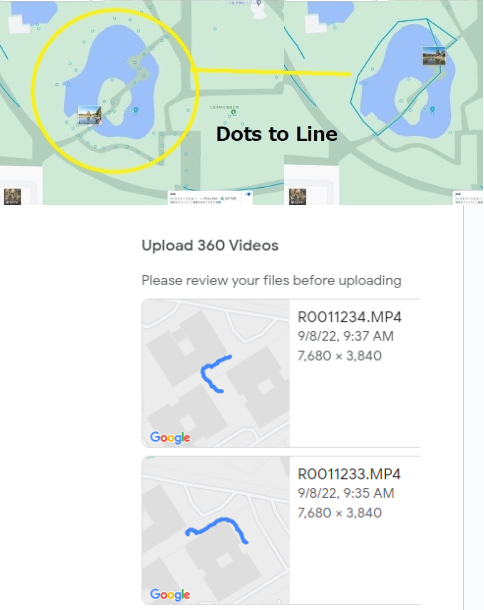 Dots to Line
Upload 360 Videos
Please review your files before uploading
R0011234.MP4
9/8/22, 9:37 AM
7,680 × 3,840
Google
R0011233.MP4
9/8/22, 9:35 AM
7,680 × 3,840
Google